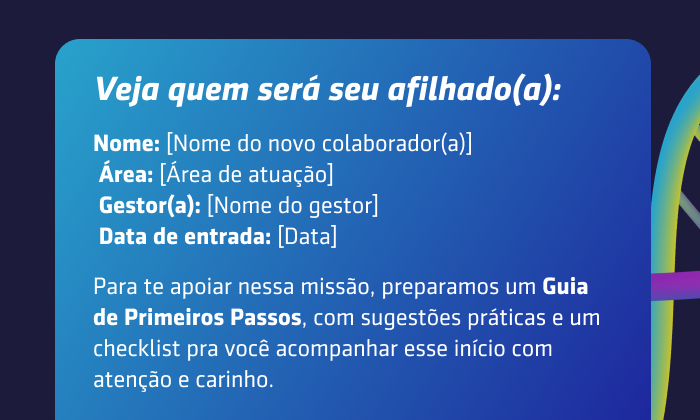 Veja quem será seu afilhado(a):
Nome: [Nome do novo colaborador(a)]
Área: [Área de atuação]
Gestor(a): [Nome do gestor]
Data de entrada: [Data]
Para te apoiar nessa missão, preparamos um Guia
de Primeiros Passos, com sugestões práticas e um
checklist pra você acompanhar esse início com
atenção e carinho.